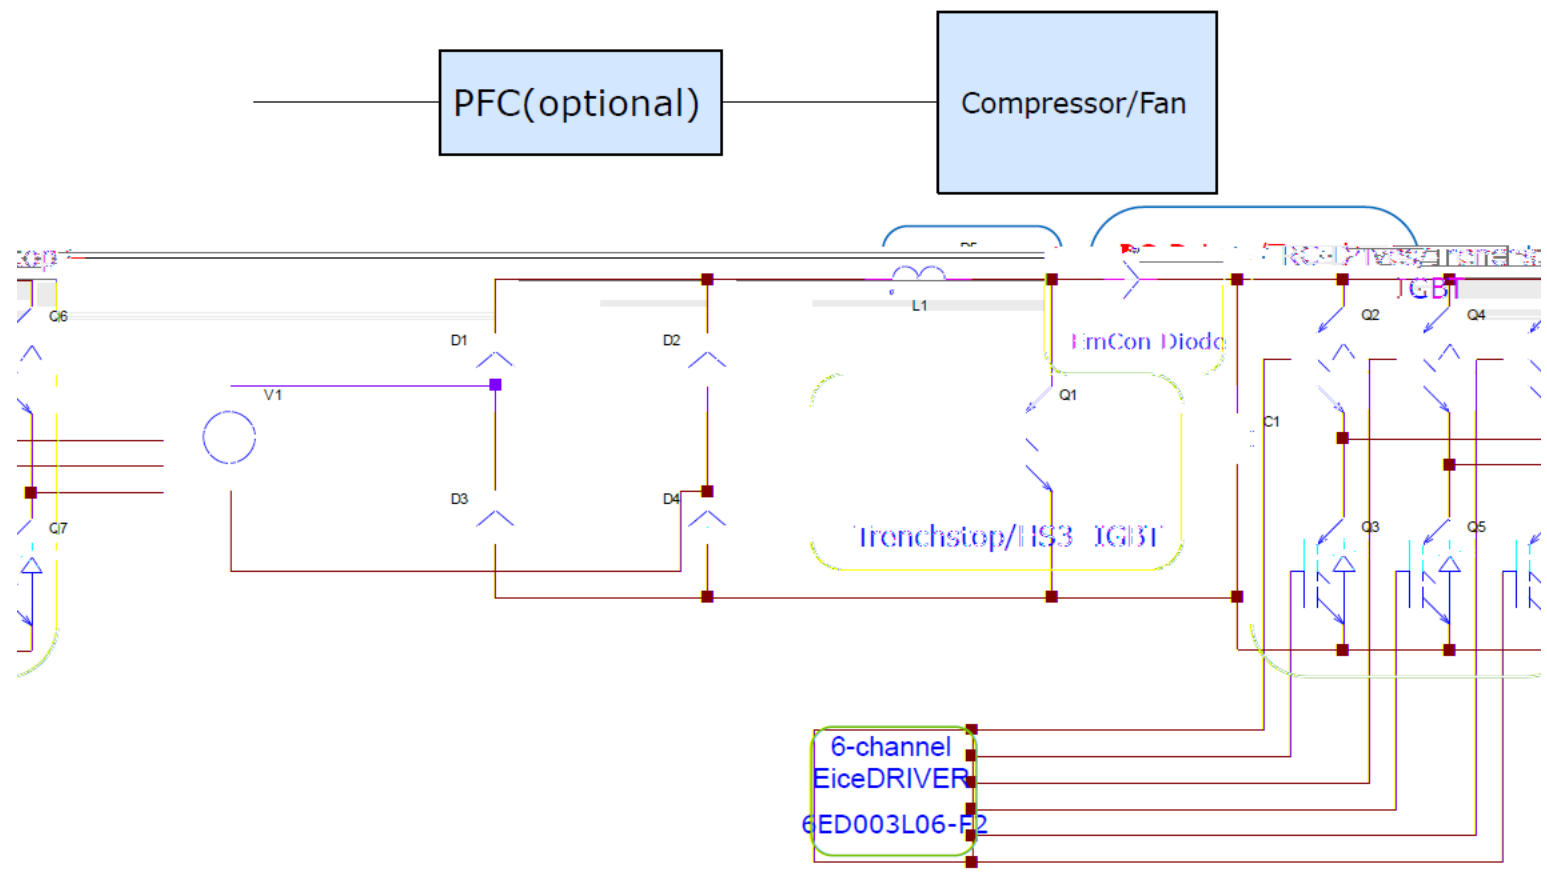 PFC(optional)
Compressor/Fan
Q6
D1
D2
L1
Q2
Q4
IGBT
EmCon Diode
V1
Q1
C1
D3
D4
Trenchstop/HS3 IGBT
Q7
Q3
Q5
6-channel
EiceDRIVER
6ED003L06-F2